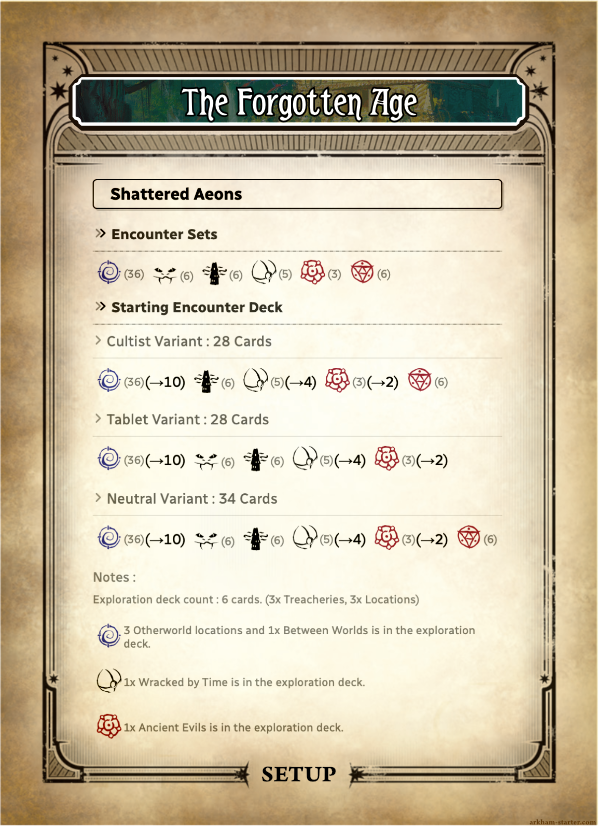 The Forgotten Age
Shattered Aeons
» Encounter Sets
(36) (6) (6) (5) (3) (6)
» Starting Encounter Deck
> Cultist Variant : 28 Cards
(36)(→10) (6) (5)(→4) (3)(→2) (6)
> Tablet Variant : 28 Cards
(36)(→10) (6) (6) (5)(→4) (3)(→2)
> Neutral Variant : 34 Cards
(36)(→10) (6) (6) (5)(→4) (3)(→2) (6)
Notes :
Exploration deck count : 6 cards. (3x Treacheries, 3x Locations)
3 Otherworld locations and 1x Between Worlds is in the exploration
deck.
1x Wracked by Time is in the exploration deck.
1x Ancient Evils is in the exploration deck.
SETUP
arkham-starter.com